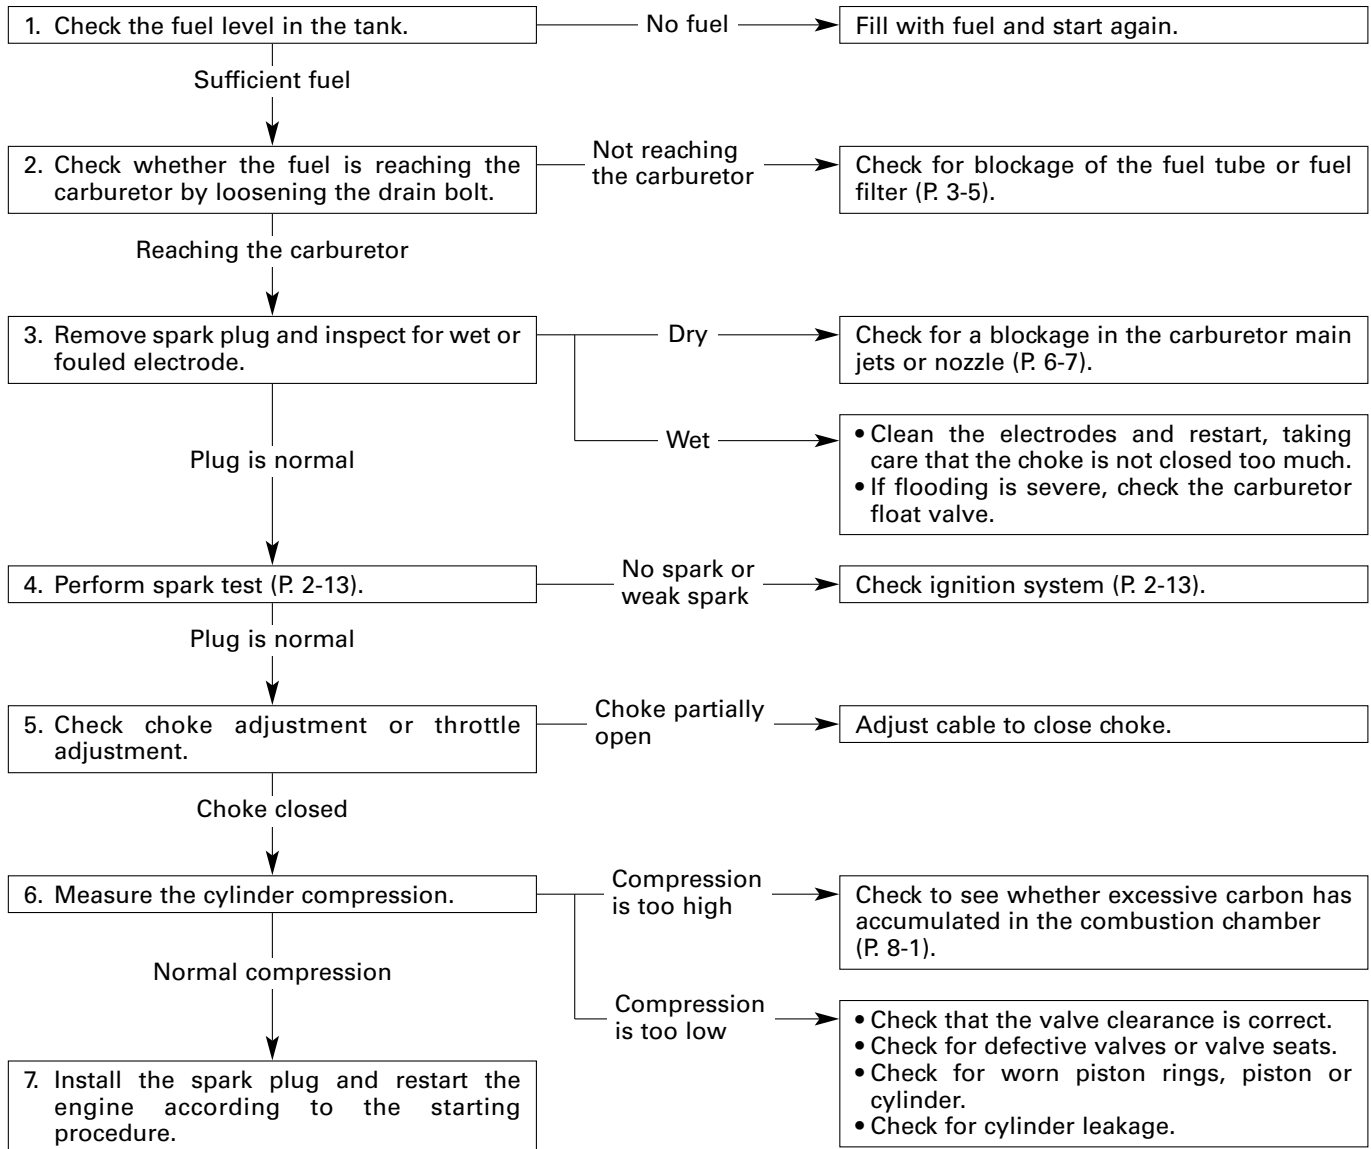 1. Check the fuel level in the tank.
No fuel
Fill with fuel and start again.
Sufficient fuel
2. Check whether the fuel is reaching the
carburetor by loosening the drain bolt.
Not reaching
the carburetor
Check for blockage of the fuel tube or fuel
filter (P. 3-5).
Reaching the carburetor
3. Remove spark plug and inspect for wet or
fouled electrode.
Dry
Check for a blockage in the carburetor main
jets or nozzle (P. 6-7).
Wet
• Clean the electrodes and restart, taking
care that the choke is not closed too much.
• If flooding is severe, check the carburetor
float valve.
Plug is normal
4. Perform spark test (P. 2-13).
No spark or
weak spark
Check ignition system (P. 2-13).
Plug is normal
5. Check choke adjustment or throttle
adjustment.
Choke partially
open
Adjust cable to close choke.
Choke closed
6. Measure the cylinder compression.
Compression
is too high
Check to see whether excessive carbon has
accumulated in the combustion chamber
(P. 8-1).
Normal compression
Compression
is too low
• Check that the valve clearance is correct.
• Check for defective valves or valve seats.
• Check for worn piston rings, piston or
cylinder.
• Check for cylinder leakage.
7. Install the spark plug and restart the
engine according to the starting
procedure.